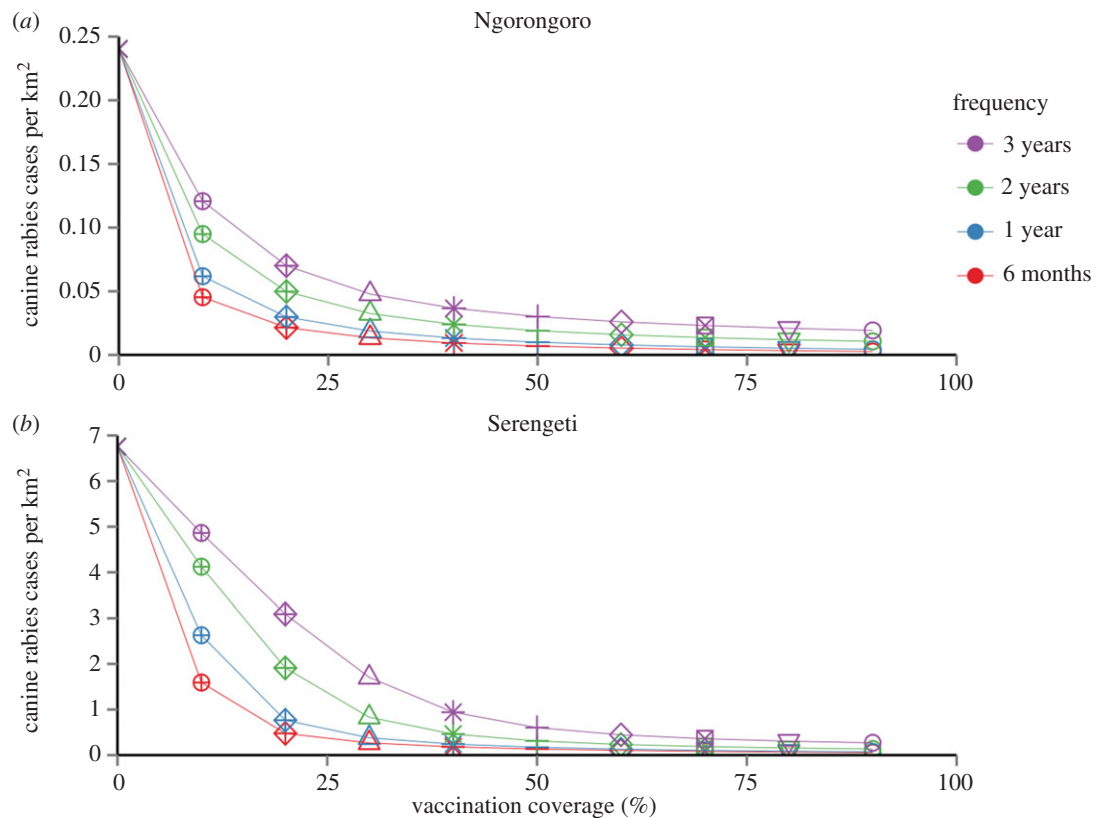 (a)
Ngorongoro
canine rabies cases per km²
0.25
0.20
0.15
0.10
0.05
0
0
25
50
75
100
frequency
3 years
2 years
1 year
6 months
(b)
Serengeti
canine rabies cases per km²
7
6
5
4
3
2
1
0
0
25
50
75
100
vaccination coverage (%)